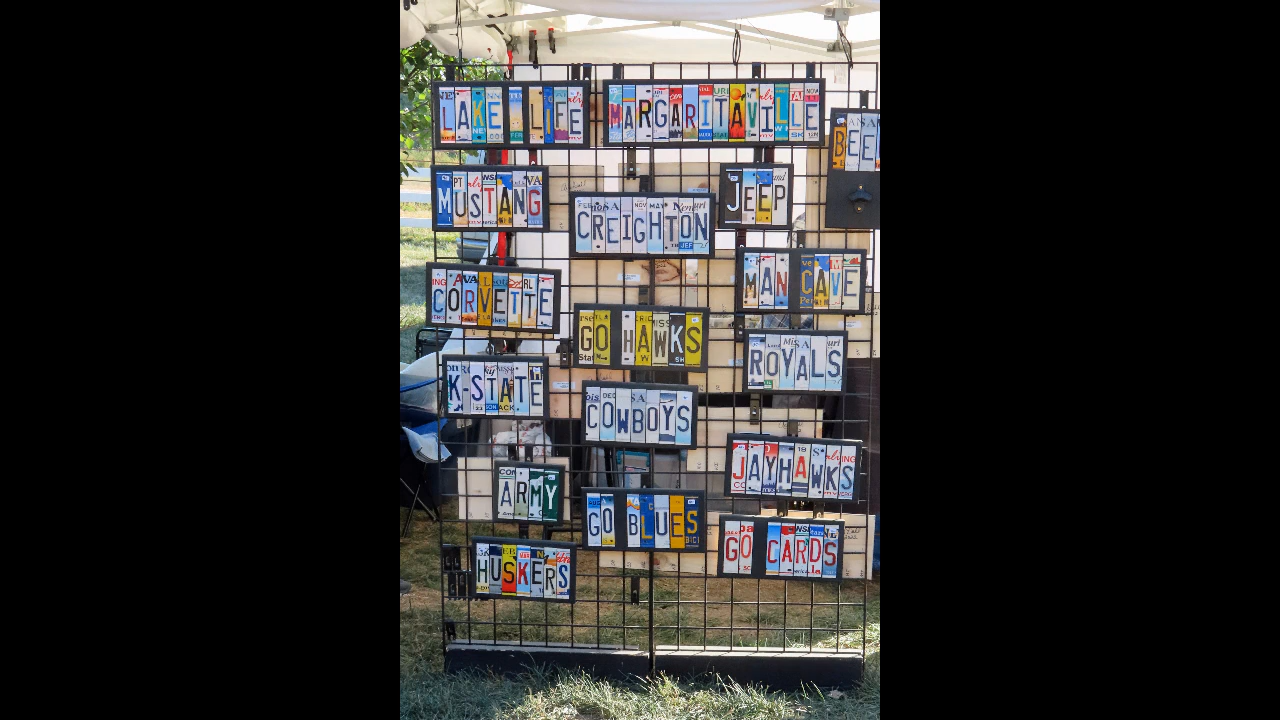 LAKE LIFE
MARGARITAVILLE
BEE
MUSTANG
CREIGHTON
JEEP
CORVETTE
MAN CAVE
GO HAWKS
K-STATE
ROYALS
COWBOYS
ARMY
JAYHAWKS
GO BLUES
GO CARDS
HUSKERS